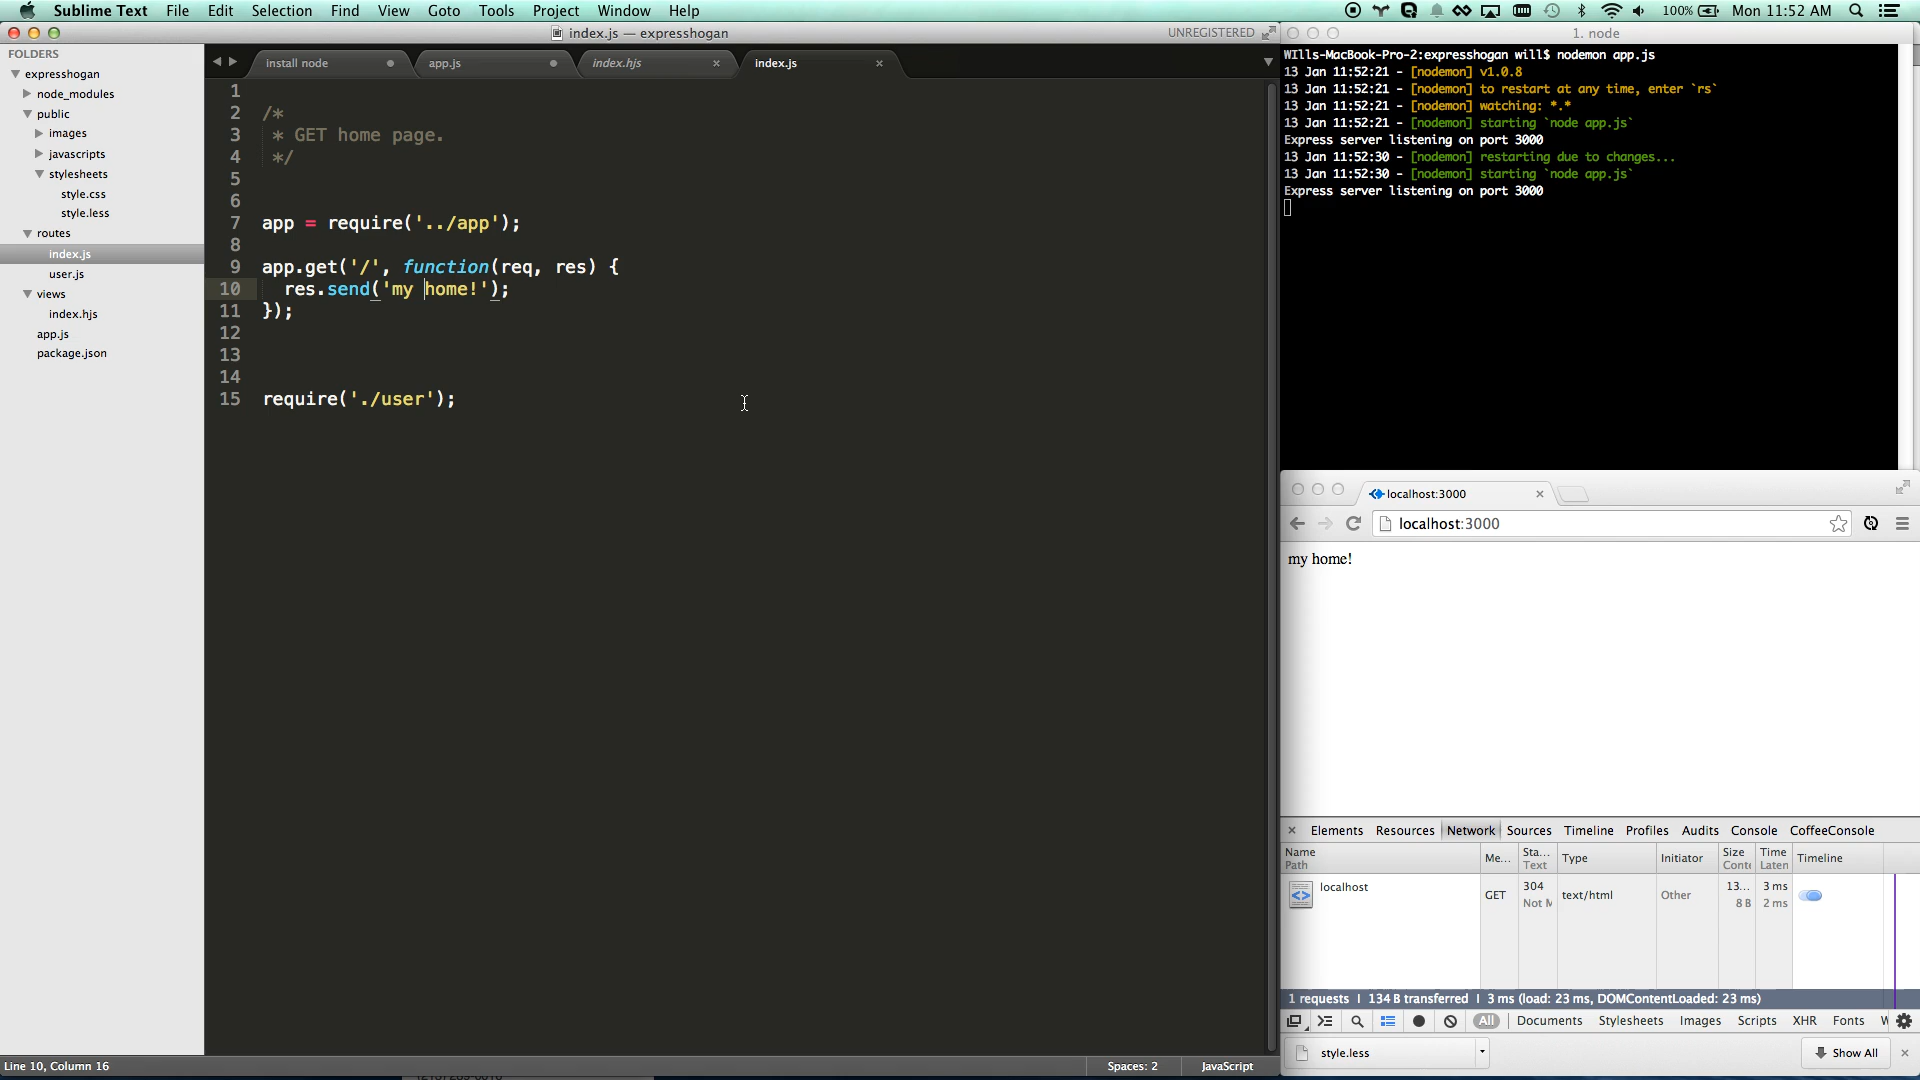 Sublime Text File Edit Selection Find View Goto Tools Project Window Help
100% Mon 11:52 AM
index.js — expresshogan
UNREGISTERED
FOLDERS
expresshogan
node_modules
public
images
javascripts
stylesheets
style.css
style.less
routes
index.js
user.js
views
index.hjs
app.js
package.json
install node
app.js
index.hjs
index.js
1
2 /*
3 * GET home page.
4 */
5
6
7 app = require('../app');
8
9 app.get('/', function(req, res) {
10 res.send('my home!');
11 });
12
13
14
15 require('./user');
Line 10, Column 16
Spaces: 2
JavaScript
1. node
WIlls-MacBook-Pro-2:expresshogan will$ nodemon app.js
13 Jan 11:52:21 - [nodemon] v1.0.8
13 Jan 11:52:21 - [nodemon] to restart at any time, enter `rs`
13 Jan 11:52:21 - [nodemon] watching: *.*
13 Jan 11:52:21 - [nodemon] starting `node app.js`
Express server listening on port 3000
13 Jan 11:52:30 - [nodemon] restarting due to changes...
13 Jan 11:52:30 - [nodemon] starting `node app.js`
Express server listening on port 3000
localhost:3000
localhost:3000
my home!
Elements Resources Network Sources Timeline Profiles Audits Console CoffeeConsole
Name Me... Sta... Type Initiator Size Time Timeline
Path Text Conte Laten
localhost GET 304 text/html Other 13... 3 ms
Not M 8 B 2 ms
1 requests | 134 B transferred | 3 ms (load: 23 ms, DOMContentLoaded: 23 ms)
All Documents Stylesheets Images Scripts XHR Fonts W
style.less
Show All